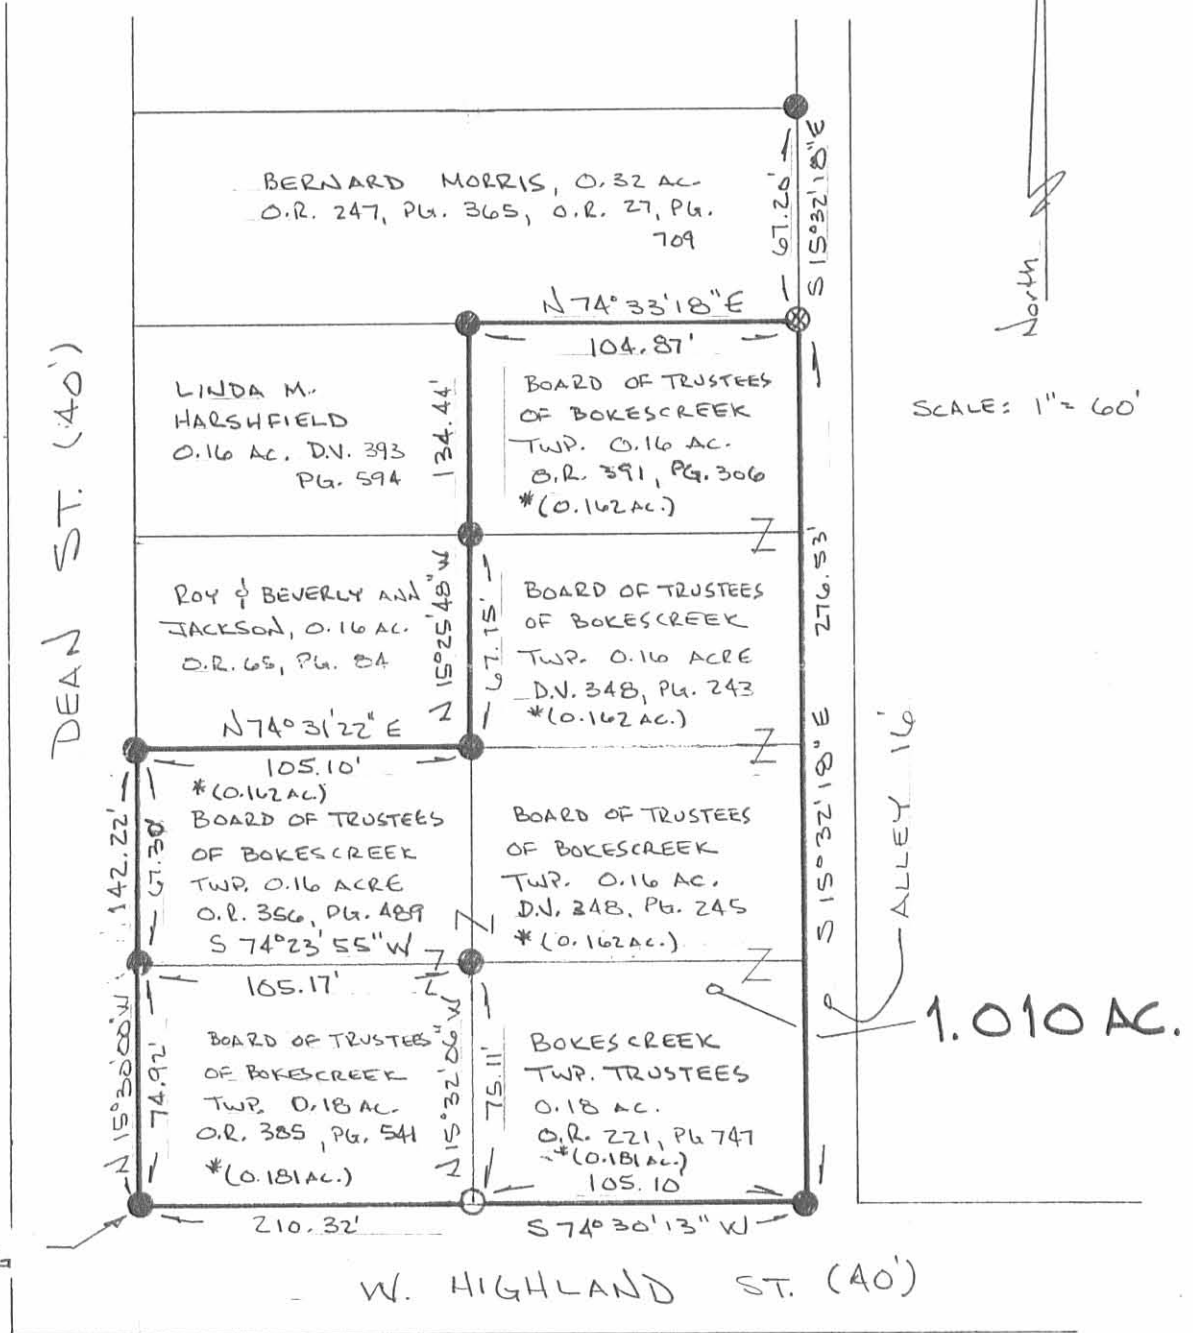 BERNARD MORRIS, 0.32 AC.
O.R. 247, PG. 365, O.R. 27, PG.
709
67.20'
S 15°32'18" E
North
SCALE: 1" = 60'
N 74°33'18" E
104.87'
DEAN ST. (40')
LINDA M.
HARSHFIELD
0.16 AC. D.V. 393
PG. 594
134.44'
BOARD OF TRUSTEES
OF BOKESCREEK
TWP. 0.16 AC.
O.R. 391, PG. 306
*(0.162 AC.)
276.53'
ROY & BEVERLY ANN
JACKSON, 0.16 AC.
O.R. 65, PG. 84
N 15°25'48" W
67.15'
BOARD OF TRUSTEES
OF BOKESCREEK
TWP. 0.16 ACRE
D.V. 348, PG. 243
*(0.162 AC.)
N 74°31'22" E
105.10'
*(0.162 AC.)
BOARD OF TRUSTEES
OF BOKESCREEK
TWP. 0.16 ACRE
O.R. 356, PG. 489
142.22'
67.30'
BOARD OF TRUSTEES
OF BOKESCREEK
TWP. 0.16 AC.
D.V. 348, PG. 245
*(0.162 AC.)
S 15°32'18" E
ALLEY 16'
S 74°23'55" W
105.17'
1.010 AC.
N 15°30'00" W
74.92'
BOARD OF TRUSTEES
OF BOKESCREEK
TWP. 0.18 AC.
O.R. 385, PG. 541
*(0.181 AC.)
N 15°32'06" W
75.11'
BOKESCREEK
TWP. TRUSTEES
0.18 AC.
O.R. 221, PG 747
*(0.181 AC.)
105.10'
210.32'
S 74°30'13" W
W. HIGHLAND ST. (40')